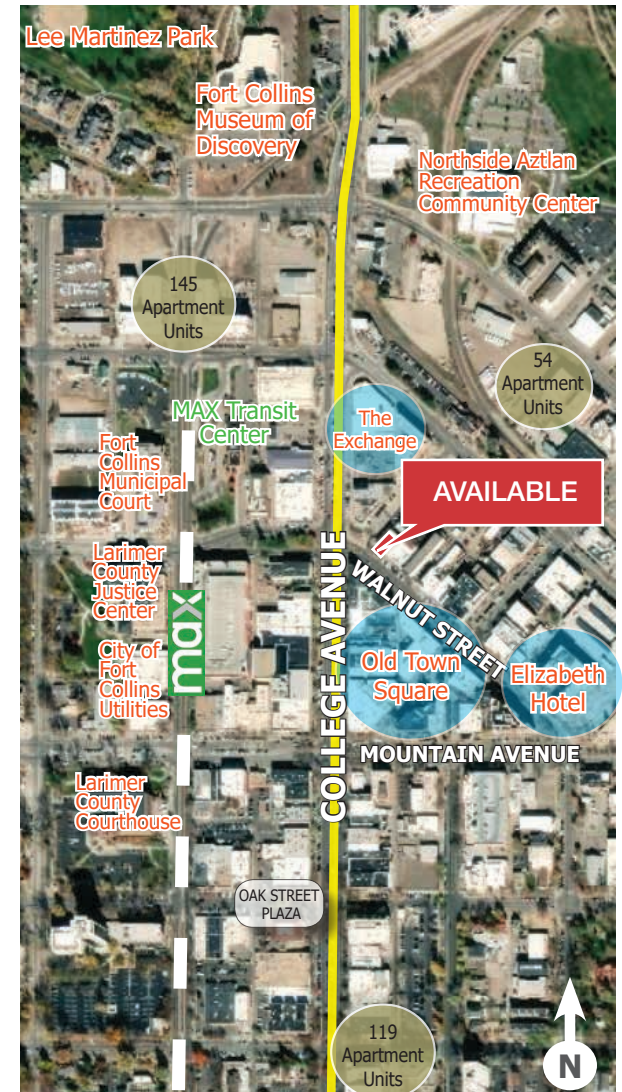 Lee Martinez Park
Fort Collins
Museum of
Discovery
Northside Aztlan
Recreation
Community Center
145
Apartment
Units
54
Apartment
Units
MAX Transit
Center
The
Exchange
Fort
Collins
Municipal
Court
AVAILABLE
Larimer
County
Justice
Center
max
COLLEGE AVENUE
WALNUT STREET
City of
Fort
Collins
Utilities
Old Town
Square
Elizabeth
Hotel
MOUNTAIN AVENUE
Larimer
County
Courthouse
OAK STREET
PLAZA
119
Apartment
Units
N